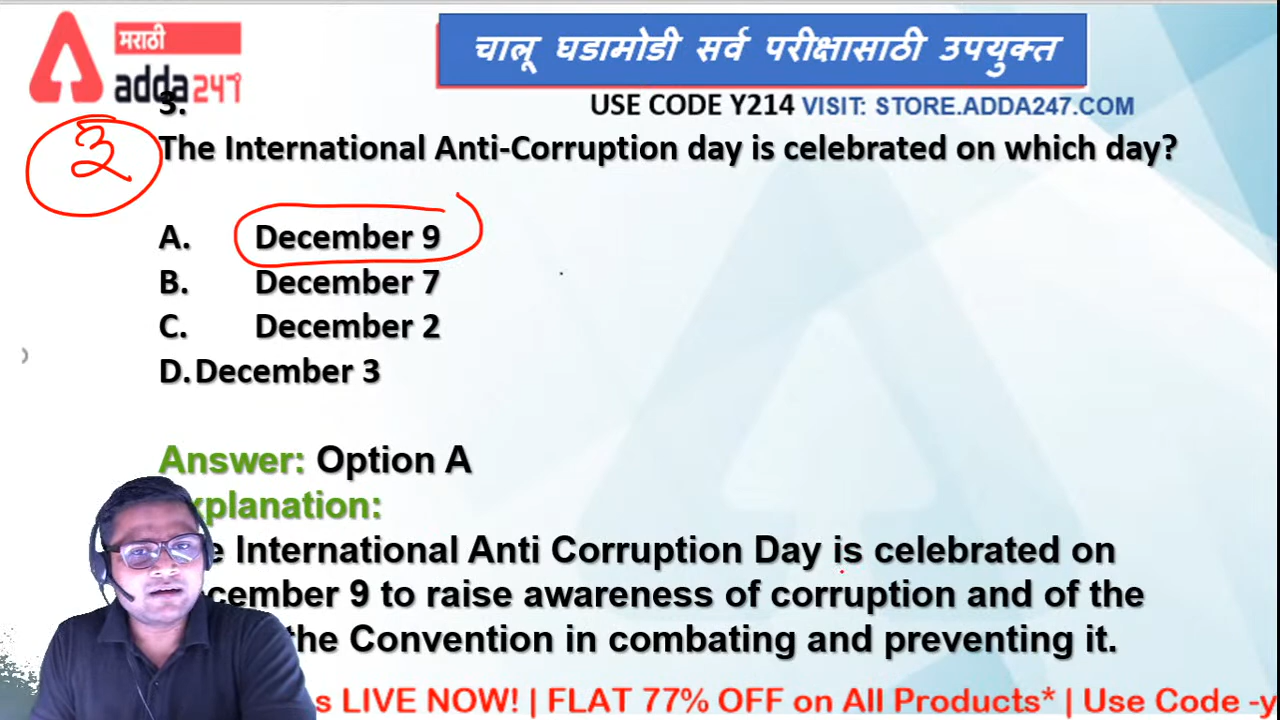 मराठी
adda247
चालू घडामोडी सर्व परीक्षासाठी उपयुक्त
3.
USE CODE Y214 VISIT: STORE.ADDA247.COM
३
The International Anti-Corruption day is celebrated on which day?
A. December 9
B. December 7
C. December 2
D. December 3
Answer: Option A
xplanation:
e International Anti Corruption Day is celebrated on
cember 9 to raise awareness of corruption and of the
the Convention in combating and preventing it.
s LIVE NOW! | FLAT 77% OFF on All Products* | Use Code -y